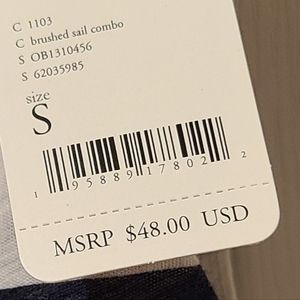 C 1103
C brushed sail combo
S OB1310456
S 62035985
size
S
1 95889 17802 2
MSRP $48.00 USD